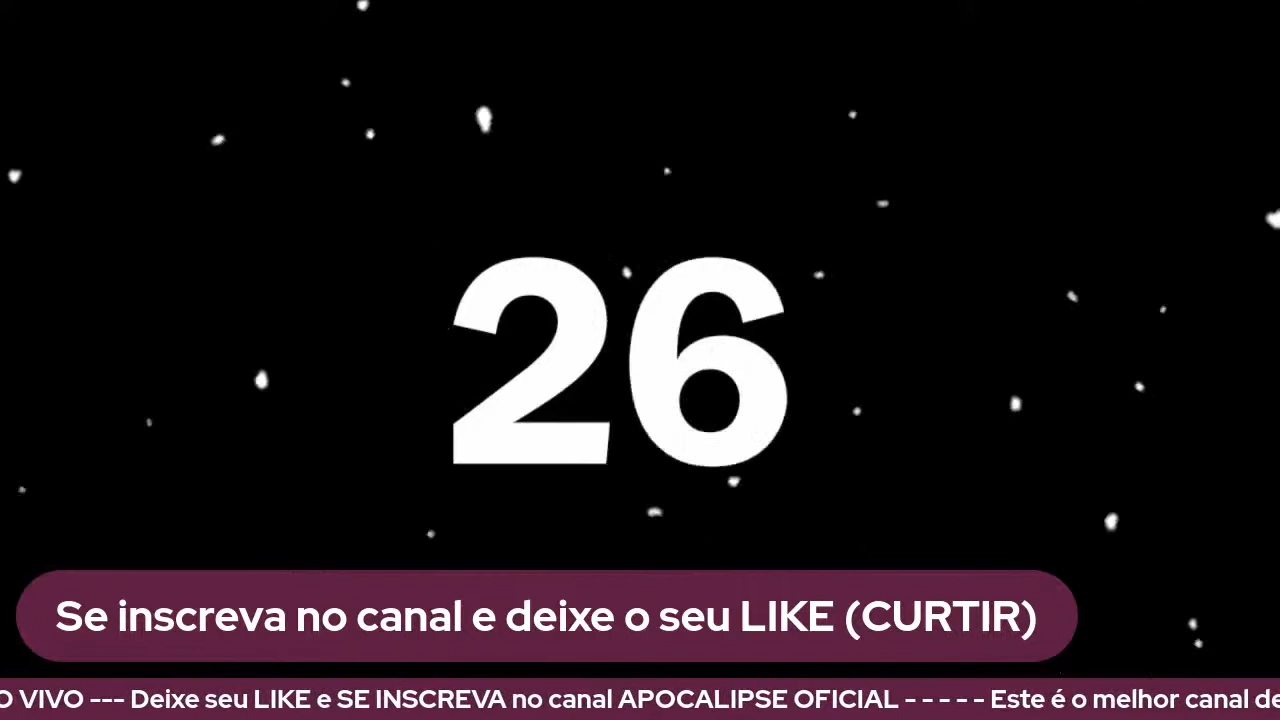 26
Se inscreva no canal e deixe o seu LIKE (CURTIR)
O VIVO --- Deixe seu LIKE e SE INSCREVA no canal APOCALIPSE OFICIAL - - - - - Este é o melhor canal de